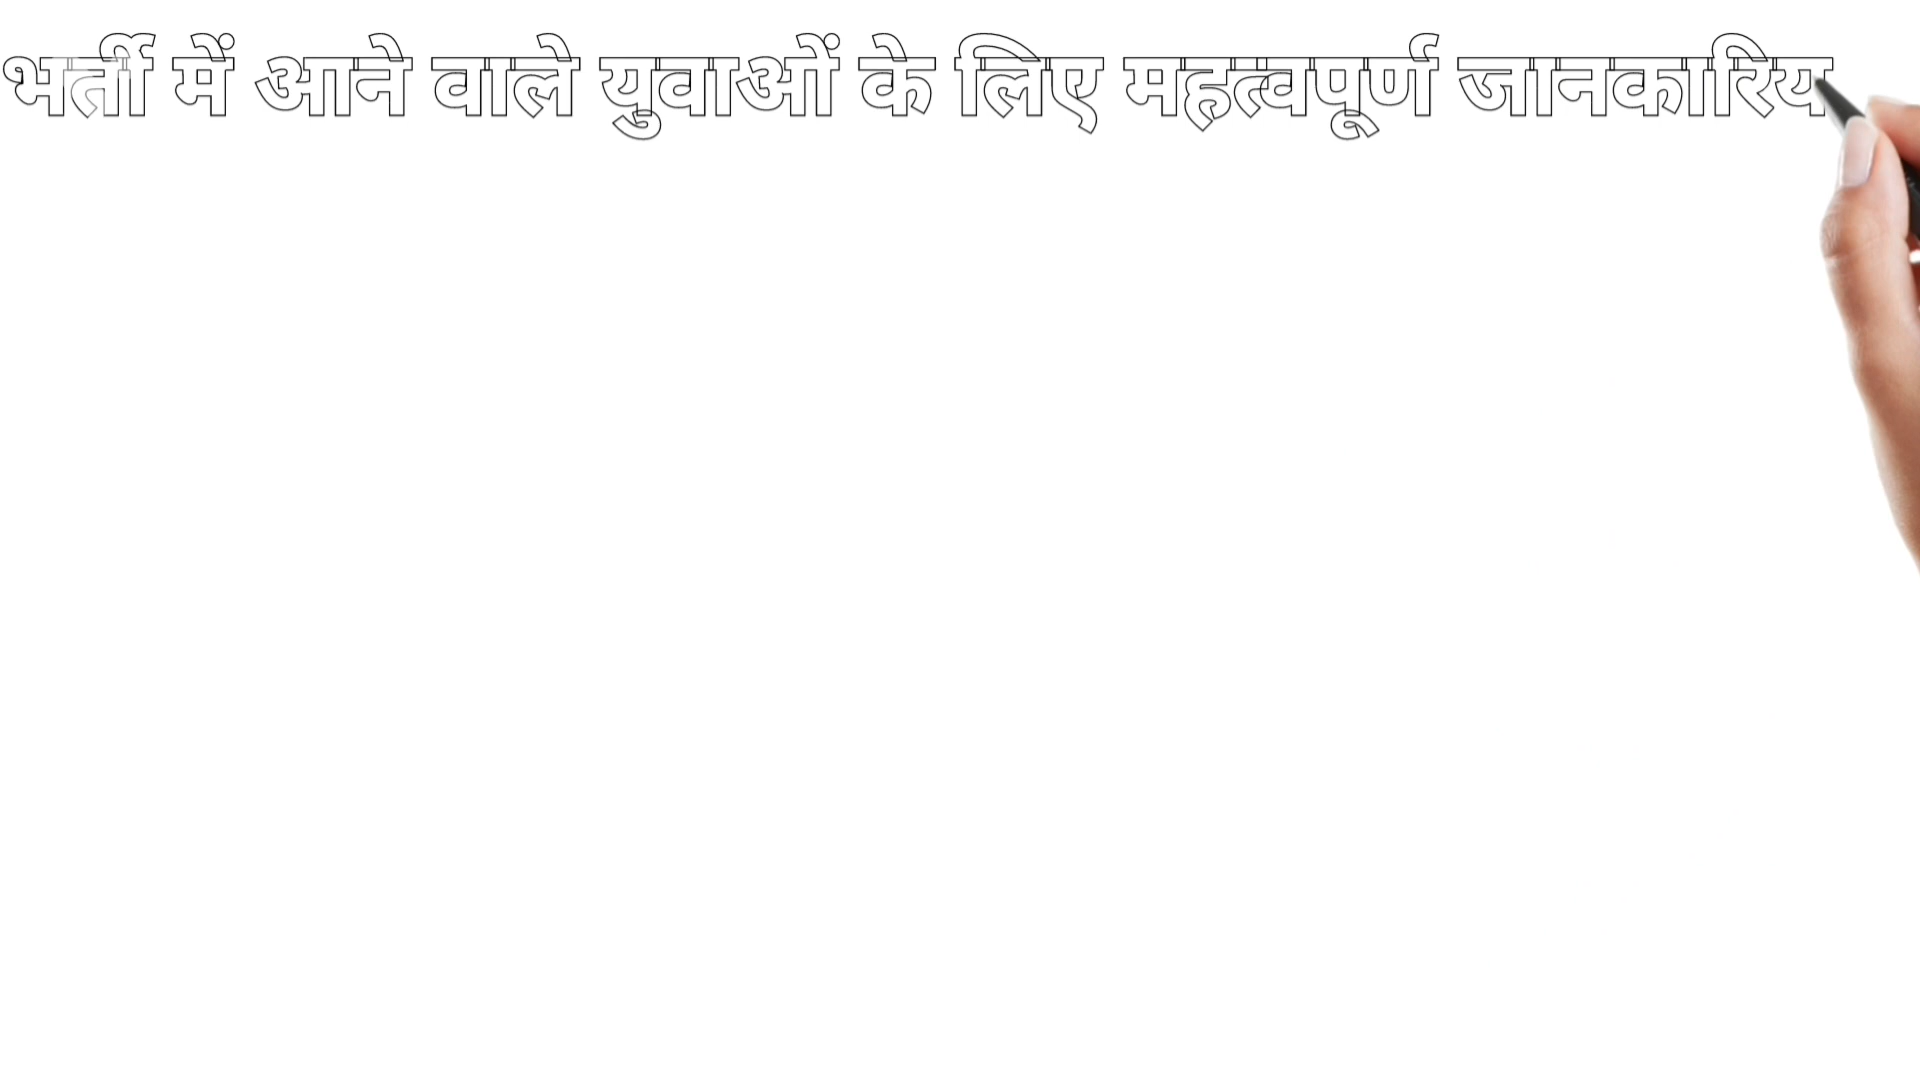 भर्ती में आने वाले युवाओं के लिए महत्वपूर्ण जानकारिय